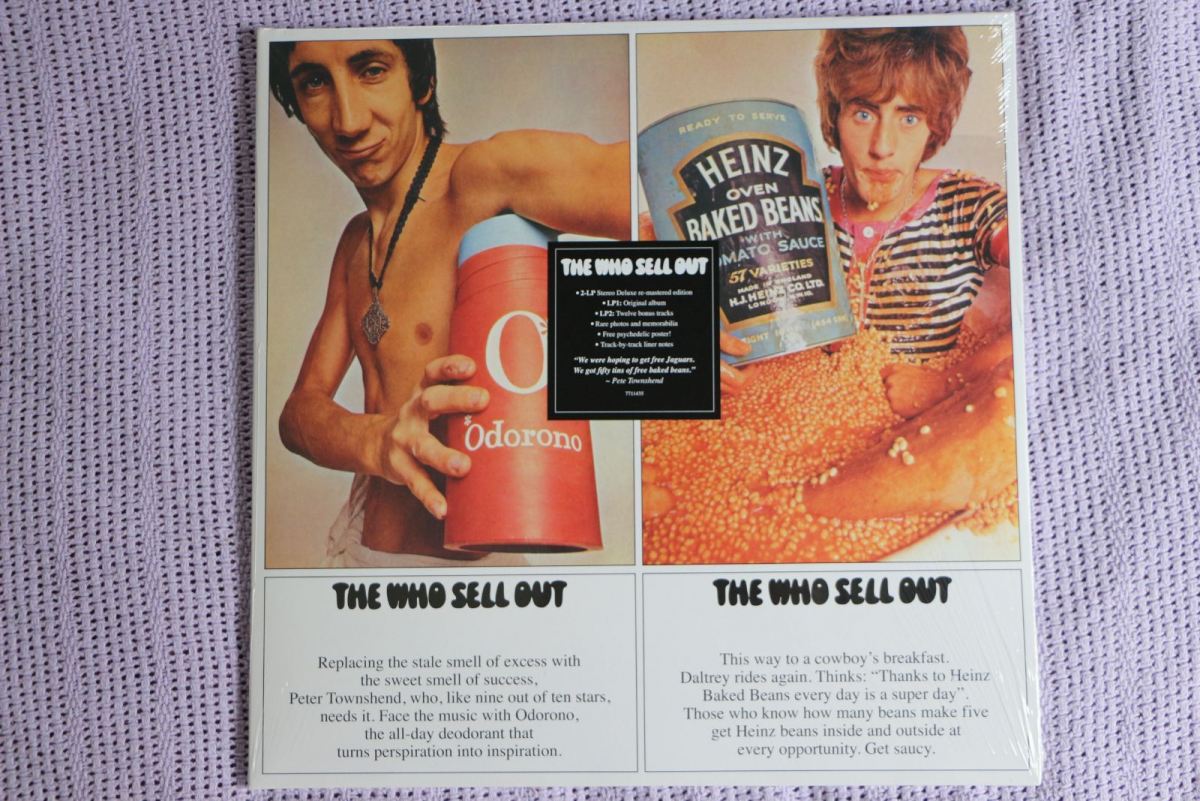 READY TO SERVE
HEINZ
OVEN
BAKED BEANS
WITH
OMATO SAUCE
57 VARIETIES
MADE IN ENGLAND
H.J. HEINZ CO. LTD.
O
Odorono
THE WHO SELL OUT
• 2-LP Stereo Deluxe re-mastered edition
• LP1: Original album
• LP2: Twelve bonus tracks
• Rare photos and memorabilia
• Free psychedelic poster!
• Track-by-track liner notes
"We were hoping to get free Jaguars.
We got fifty tins of free baked beans."
~ Pete Townshend
7711435
THE WHO SELL OUT
Replacing the stale smell of excess with
the sweet smell of success,
Peter Townshend, who, like nine out of ten stars,
needs it. Face the music with Odorono,
the all-day deodorant that
turns perspiration into inspiration.
THE WHO SELL OUT
This way to a cowboy's breakfast.
Daltrey rides again. Thinks: "Thanks to Heinz
Baked Beans every day is a super day".
Those who know how many beans make five
get Heinz beans inside and outside at
every opportunity. Get saucy.